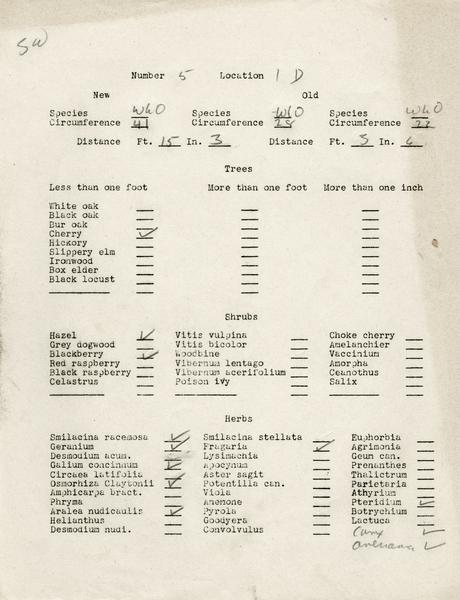 SW
Number 5 Location 1 D
New Old
Species WhO Species WhO Species WhO
Circumference 41 Circumference 28 Circumference 22
Distance Ft. 15 In. 3 Distance Ft. 5 In. 6
Trees
Less than one foot More than one foot More than one inch
White oak
Black oak
Bur oak
Cherry ✓
Hickory
Slippery elm
Ironwood
Box elder
Black locust
Shrubs
Hazel ✓ Vitis vulpina Choke cherry
Grey dogwood Vitis bicolor Amelanchier
Blackberry ✓ Woodbine Vaccinium
Red raspberry Vibernum lentago Amorpha
Black raspberry Vibernum acerifolium Ceanothus
Celastrus Poison ivy Salix
Herbs
Smilacina racemosa ✓ Smilacina stellata Euphorbia
Geranium ✓ Fragaria ✓ Agrimonia
Desmodium acum. Lysimachia Geum can.
Galium concinnum ✓ Apocynum Prenanthes
Circaea latifolia Aster sagit Thalictrum
Osmorhiza Claytonii ✓ Potentilla can. Parietaria
Amphicarpa bract. Viola Athyrium
Phryma Anemone Pteridium ✓
Aralea nudicaulis ✓ Pyrola Botrychium
Helianthus Goodyera Lactuca
Desmodium nudi. Convolvulus
✓
✓